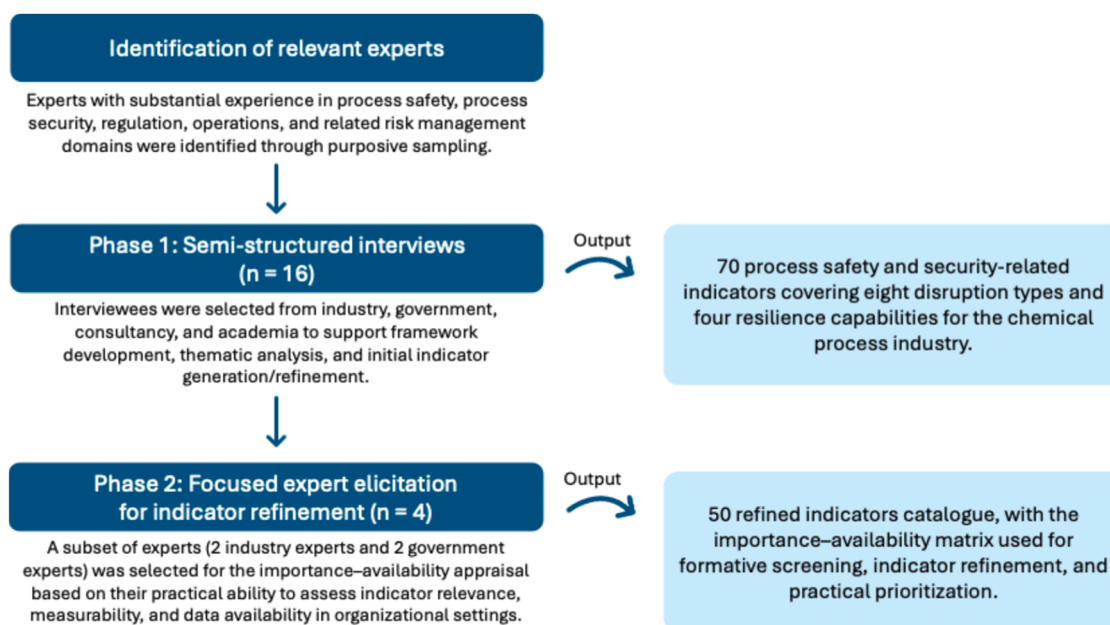 Identification of relevant experts
Experts with substantial experience in process safety, process
security, regulation, operations, and related risk management
domains were identified through purposive sampling.
Phase 1: Semi-structured interviews
(n = 16)
Output
Interviewees were selected from industry, government,
consultancy, and academia to support framework
development, thematic analysis, and initial indicator
generation/refinement.
70 process safety and security-related
indicators covering eight disruption types and
four resilience capabilities for the chemical
process industry.
Phase 2: Focused expert elicitation
for indicator refinement (n = 4)
Output
A subset of experts (2 industry experts and 2 government
experts) was selected for the importance–availability appraisal
based on their practical ability to assess indicator relevance,
measurability, and data availability in organizational settings.
50 refined indicators catalogue, with the
importance–availability matrix used for
formative screening, indicator refinement, and
practical prioritization.